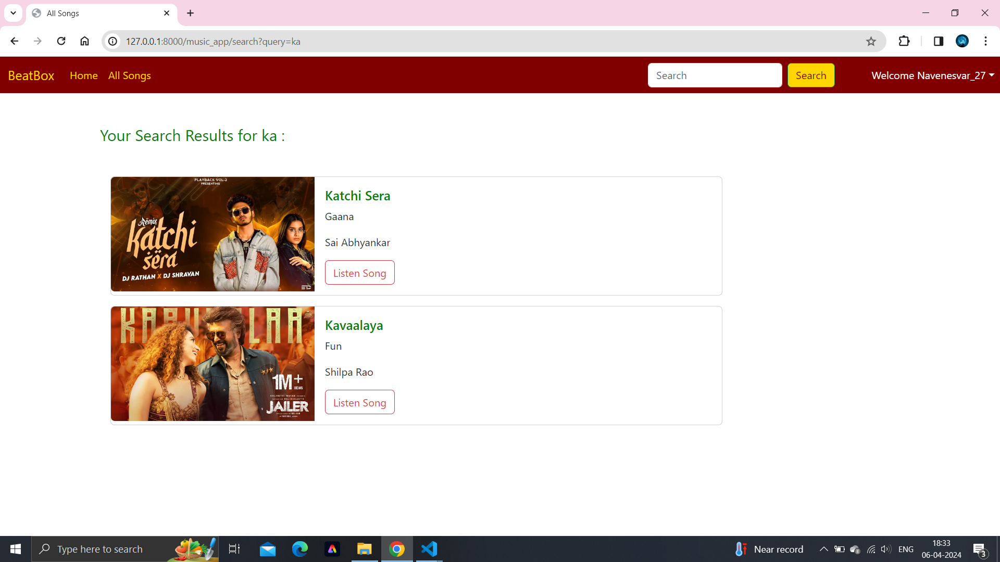 All Songs
127.0.0.1:8000/music_app/search?query=ka
BeatBox Home All Songs Search Search Welcome Navenesvar_27
Your Search Results for ka :
PLAYBACK VOL-2
PRESENTING
Remix
Katchi
sera
DJ RATHAN X DJ SHRAVAN
Katchi Sera
Gaana
Sai Abhyankar
Listen Song
1M+
VIEWS
JAILER
Kavaalaya
Fun
Shilpa Rao
Listen Song
Type here to search
Near record
ENG
18:33
06-04-2024
3